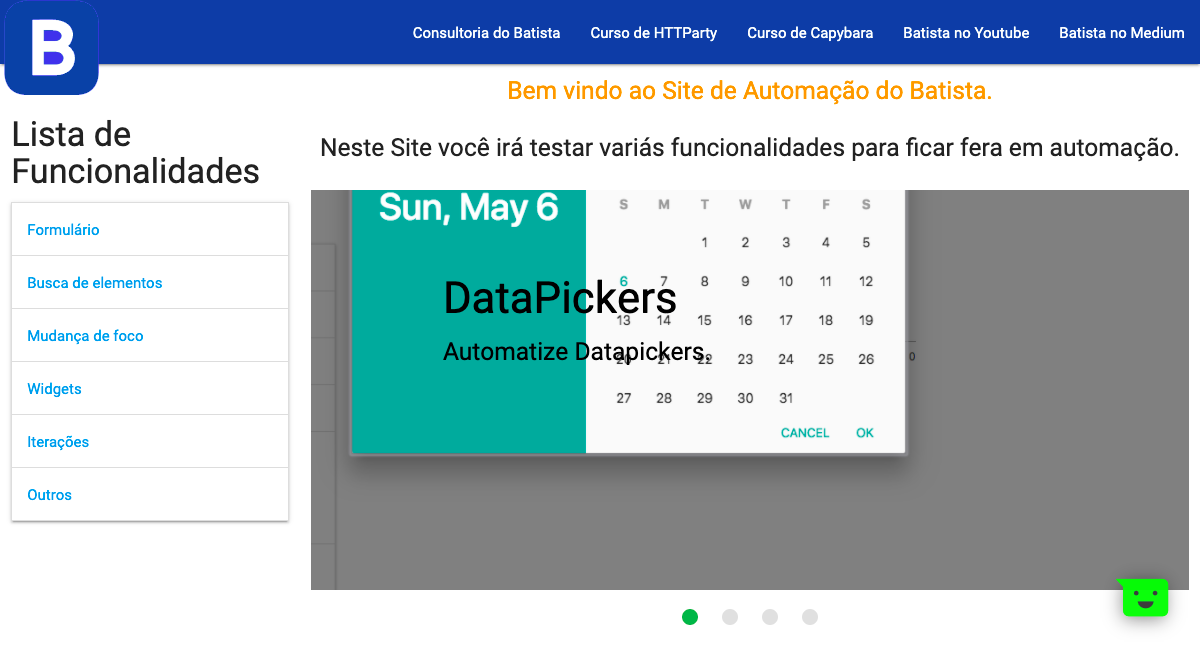 B
Consultoria do Batista
Curso de HTTParty
Curso de Capybara
Batista no Youtube
Batista no Medium
Bem vindo ao Site de Automação do Batista.
Neste Site você irá testar variás funcionalidades para ficar fera em automação.
Lista de
Funcionalidades
Formulário
Busca de elementos
Mudança de foco
Widgets
Iterações
Outros
Sun, May 6
S M T W T F S
1 2 3 4 5
6 7 8 9 10 11 12
DataPickers
13 14 15 16 17 18 19
Automatize Datapickers.
20 21 22 23 24 25 26
0
27 28 29 30 31
CANCEL OK